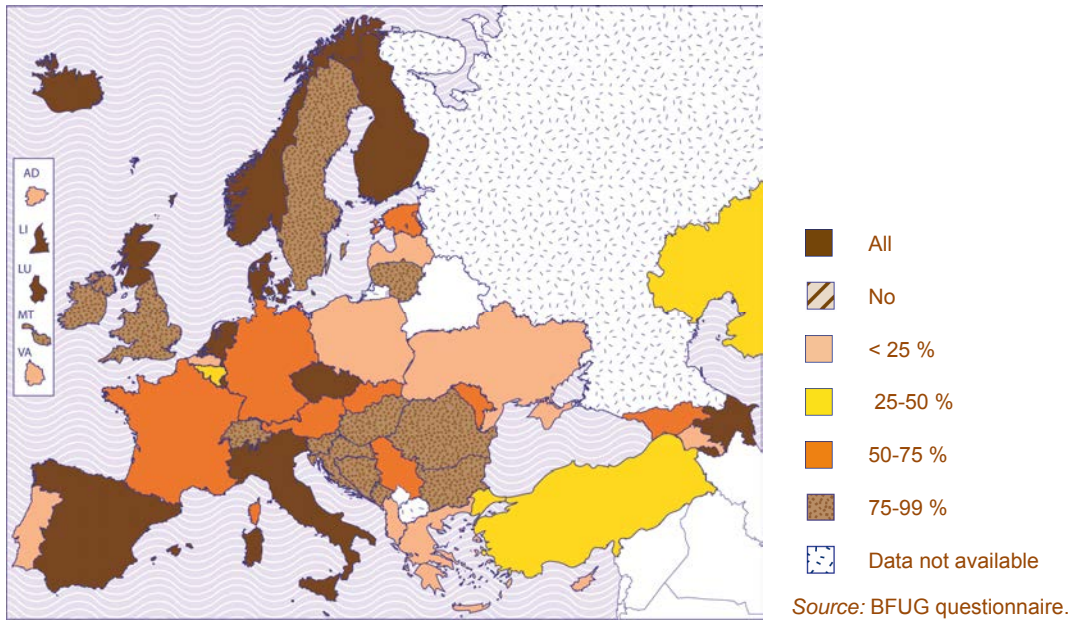 AD
LI
LU
MT
VA
All
No
< 25 %
25-50 %
50-75 %
75-99 %
Data not available
Source: BFUG questionnaire.